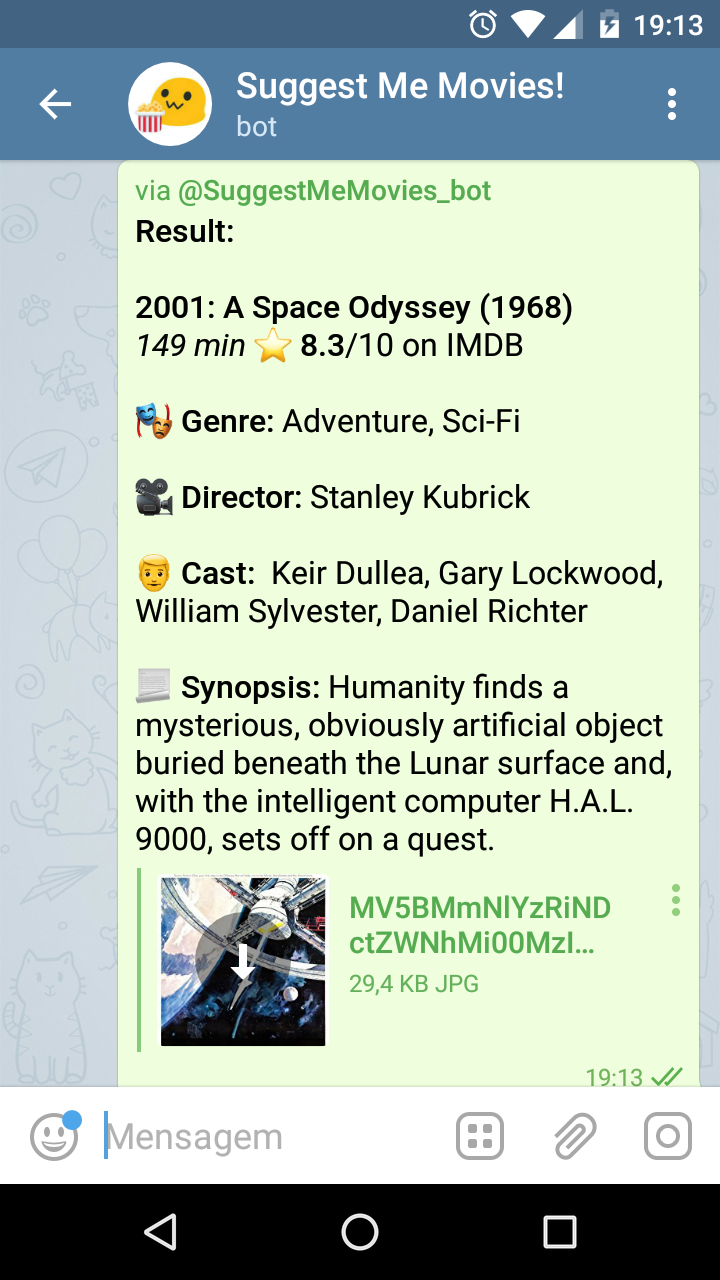 19:13
Suggest Me Movies!
bot
via @SuggestMeMovies_bot
Result:
2001: A Space Odyssey (1968)
149 min ⭐ 8.3/10 on IMDB
🎭 Genre: Adventure, Sci-Fi
🎥 Director: Stanley Kubrick
👨 Cast:  Keir Dullea, Gary Lockwood,
William Sylvester, Daniel Richter
📃 Synopsis: Humanity finds a
mysterious, obviously artificial object
buried beneath the Lunar surface and,
with the intelligent computer H.A.L.
9000, sets off on a quest.
MV5BMmNlYzRiND
ctZWNhMi00MzI...
29,4 KB JPG
19:13
Mensagem